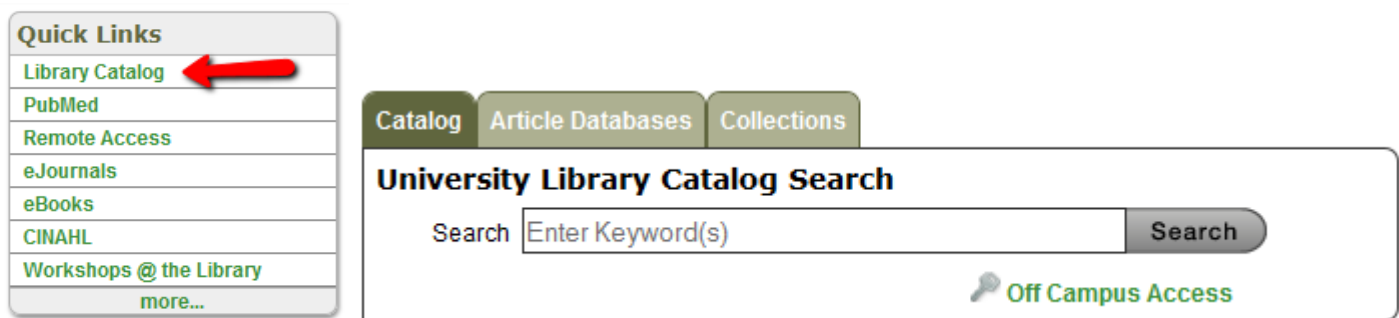 Quick Links
Library Catalog
PubMed
Remote Access
eJournals
eBooks
CINAHL
Workshops @ the Library
more...
Catalog Article Databases Collections
University Library Catalog Search
Search Enter Keyword(s) Search
Off Campus Access